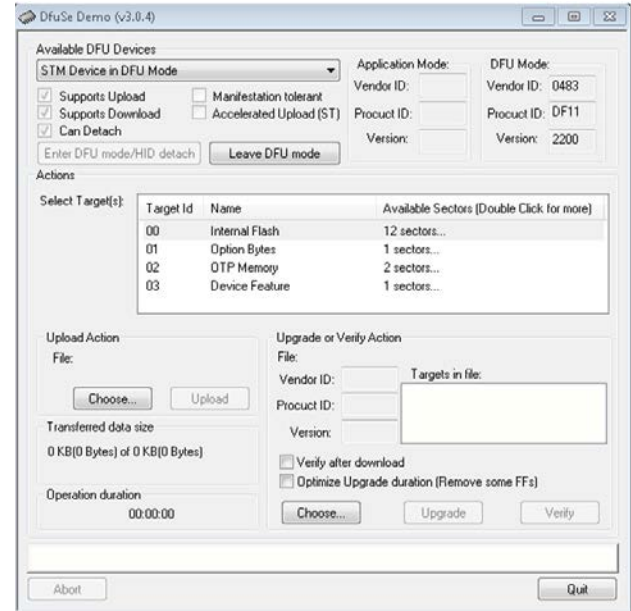 DfuSe Demo (v3.0.4)
Available DFU Devices
STM Device in DFU Mode
Supports Upload
Manifestation tolerant
Supports Download
Accelerated Upload (ST)
Can Detach
Enter DFU mode/HID detach
Leave DFU mode
Application Mode:
Vendor ID:
Procuct ID:
Version:
DFU Mode:
Vendor ID: 0483
Procuct ID: DF11
Version: 2200
Actions
Select Target(s):
Target Id Name Available Sectors (Double Click for more)
00 Internal Flash 12 sectors...
01 Option Bytes 1 sectors...
02 OTP Memory 2 sectors...
03 Device Feature 1 sectors...
Upload Action
File:
Choose... Upload
Transferred data size
0 KB(0 Bytes) of 0 KB(0 Bytes)
Operation duration
00:00:00
Upgrade or Verify Action
File:
Vendor ID:
Procuct ID:
Version:
Targets in file:
Verify after download
Optimize Upgrade duration (Remove some FFs)
Choose... Upgrade Verify
Abort Quit